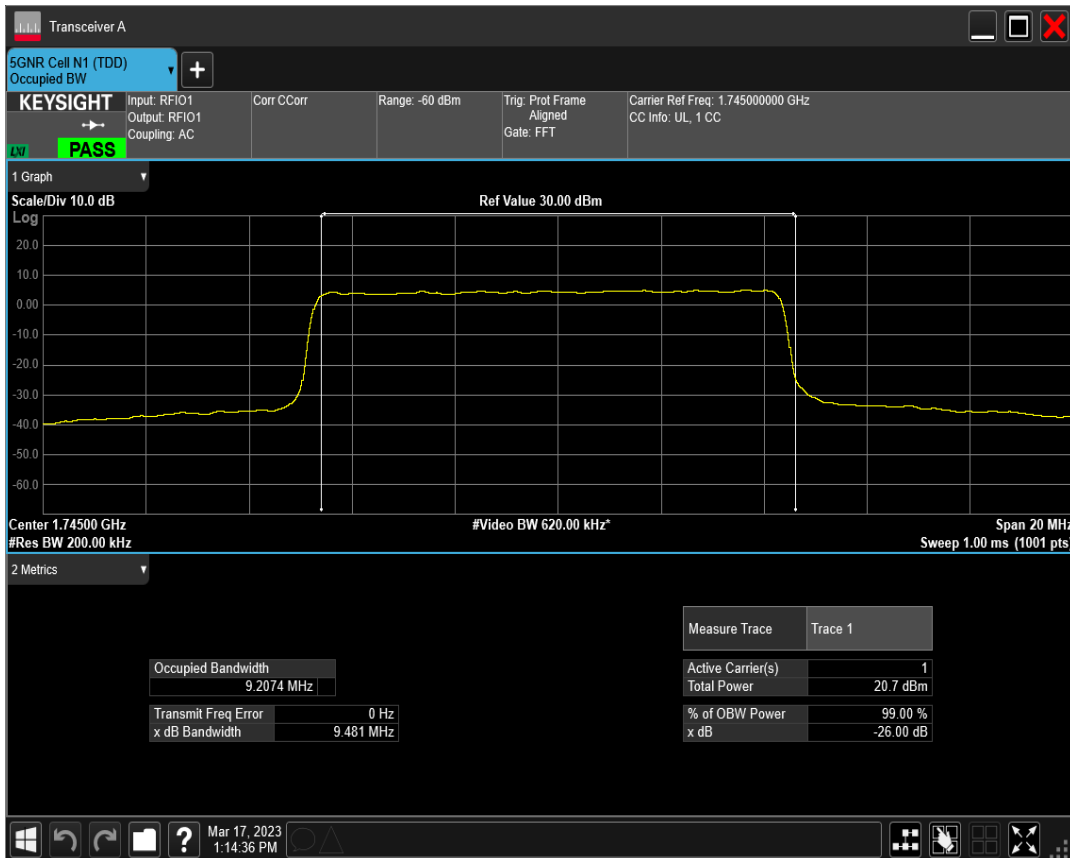 Transceiver A
5GNR Cell N1 (TDD)
Occupied BW
+
KEYSIGHT
LXI
PASS
Input: RFIO1
Output: RFIO1
Coupling: AC
Corr CCorr
Range: -60 dBm
Trig: Prot Frame
Aligned
Gate: FFT
Carrier Ref Freq: 1.745000000 GHz
CC Info: UL, 1 CC
1 Graph
Scale/Div 10.0 dB
Ref Value 30.00 dBm
Log
20.0
10.0
0.00
-10.0
-20.0
-30.0
-40.0
-50.0
-60.0
Center 1.74500 GHz
#Video BW 620.00 kHz*
Span 20 MHz
#Res BW 200.00 kHz
Sweep 1.00 ms (1001 pts)
2 Metrics
Measure Trace Trace 1
Occupied Bandwidth
9.2074 MHz
Transmit Freq Error 0 Hz
x dB Bandwidth 9.481 MHz
Active Carrier(s) 1
Total Power 20.7 dBm
% of OBW Power 99.00 %
x dB -26.00 dB
?
Mar 17, 2023
1:14:36 PM